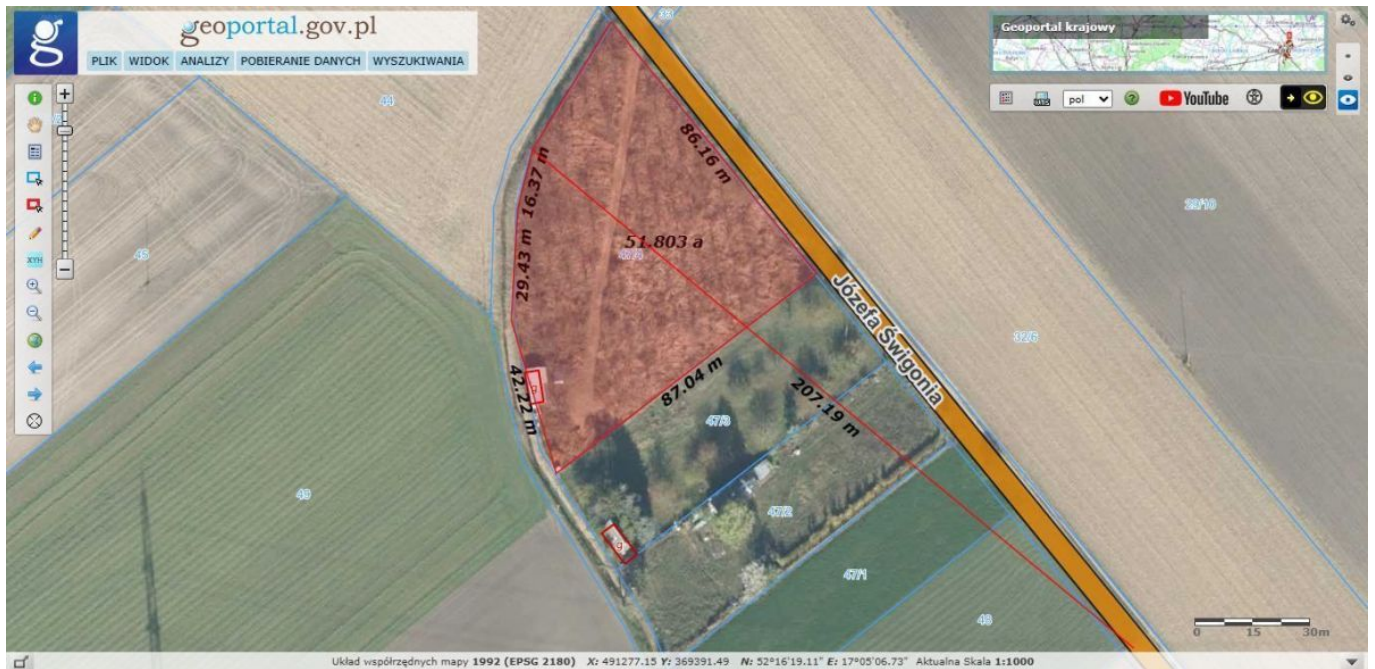 geoportal.gov.pl
PLIK WIDOK ANALIZY POBIERANIE DANYCH WYSZUKIWANIA
Geoportal krajowy
pol
YouTube
XYH
33
44
45
49
86.16 m
16.37 m
29.43 m
51.803 a
42.22 m
87.04 m
207.19 m
Józefa Świgonia
32/6
47/3
47/2
47/1
48
g
0 15 30m
Układ współrzędnych mapy 1992 (EPSG 2180) X: 491277.15 Y: 369391.49 N: 52°16'19.11" E: 17°05'06.73" Aktualna Skala 1:1000